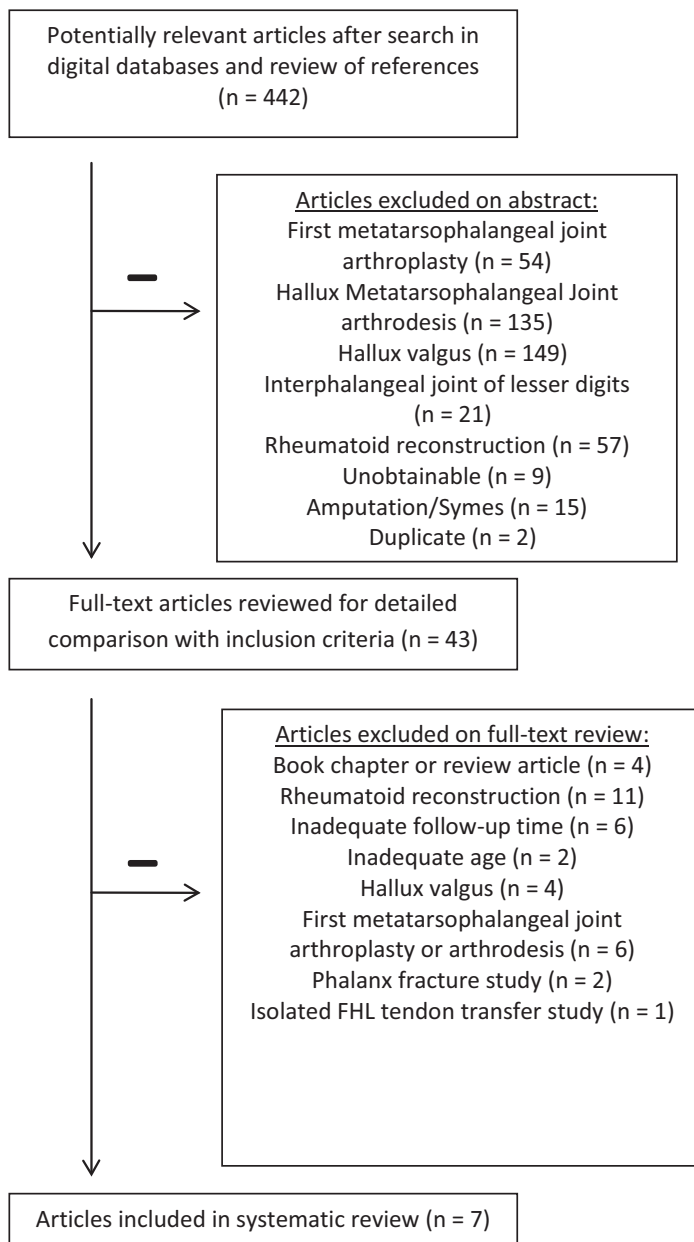 Potentially relevant articles after search in
digital databases and review of references
(n = 442)
Articles excluded on abstract:
First metatarsophalangeal joint
arthroplasty (n = 54)
Hallux Metatarsophalangeal Joint
arthrodesis (n = 135)
Hallux valgus (n = 149)
Interphalangeal joint of lesser digits
(n = 21)
Rheumatoid reconstruction (n = 57)
Unobtainable (n = 9)
Amputation/Symes (n = 15)
Duplicate (n = 2)
Full-text articles reviewed for detailed
comparison with inclusion criteria (n = 43)
Articles excluded on full-text review:
Book chapter or review article (n = 4)
Rheumatoid reconstruction (n = 11)
Inadequate follow-up time (n = 6)
Inadequate age (n = 2)
Hallux valgus (n = 4)
First metatarsophalangeal joint
arthroplasty or arthrodesis (n = 6)
Phalanx fracture study (n = 2)
Isolated FHL tendon transfer study (n = 1)
Articles included in systematic review (n = 7)